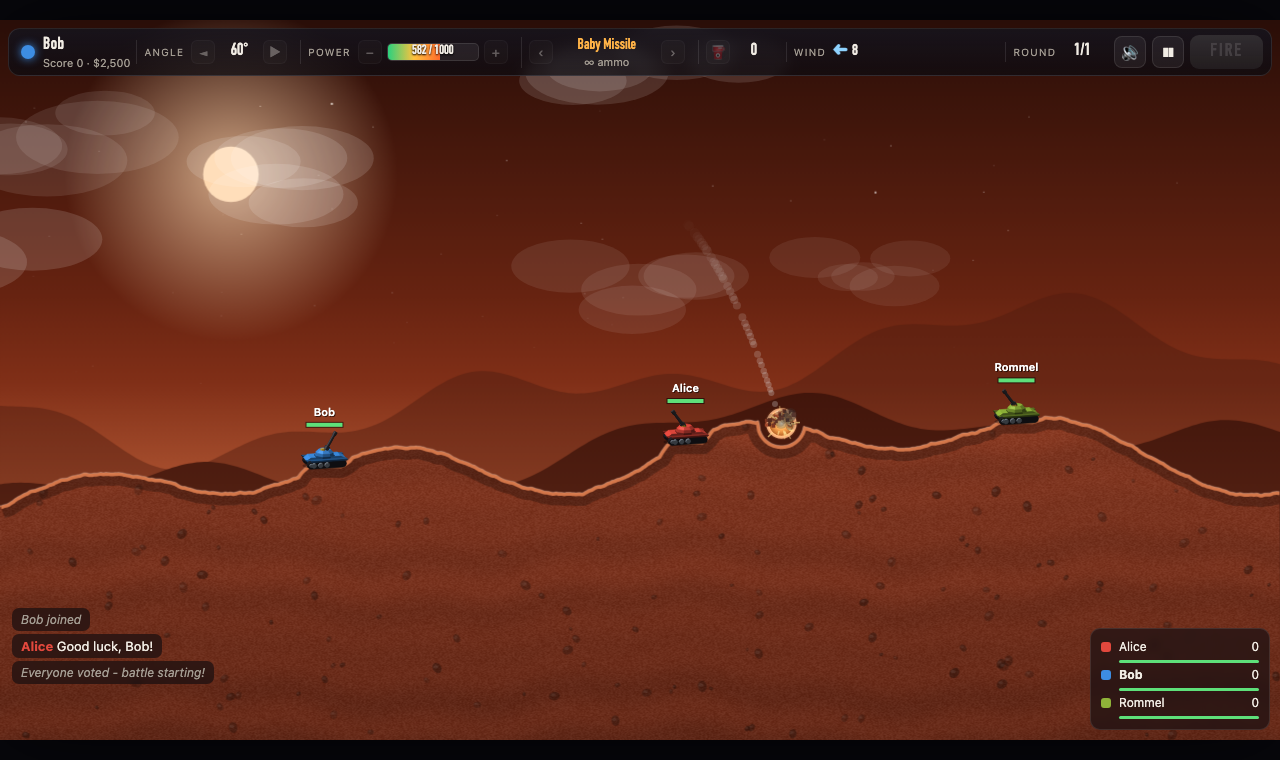 Bob
Score 0 · $2,500
ANGLE
60°
POWER
582 / 1000
Baby Missile
∞ ammo
0
WIND
8
ROUND
1/1
FIRE
Rommel
Alice
Bob
Bob joined
Alice Good luck, Bob!
Everyone voted - battle starting!
Alice 0
Bob 0
Rommel 0